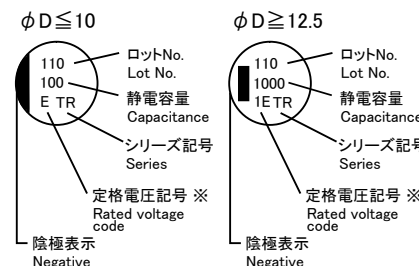 φD≦10
110
100
E TR
ロットNo.
Lot No.
静電容量
Capacitance
シリーズ記号
Series
定格電圧記号 ※
Rated voltage
code
陰極表示
Negative
φD≧12.5
110
1000
1E TR
ロットNo.
Lot No.
静電容量
Capacitance
シリーズ記号
Series
定格電圧記号 ※
Rated voltage
code
陰極表示
Negative